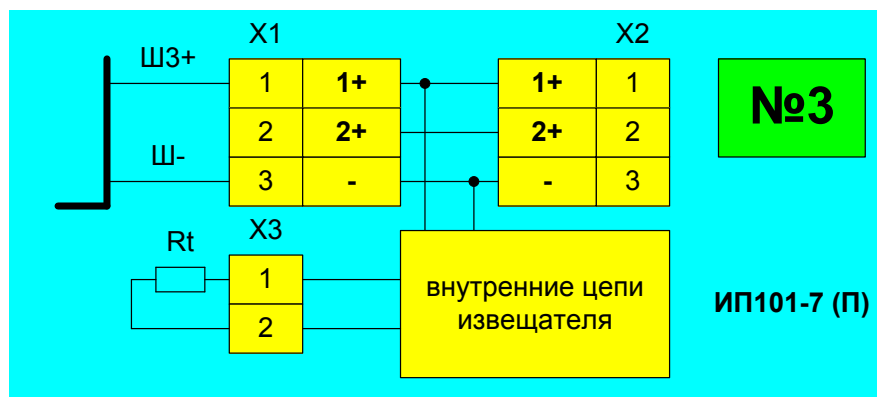 X1 X2
Ш3+
1 1+ 1+ 1
№3
2 2+ 2+ 2
Ш-
3 - - 3
X3
Rt
1
внутренние цепи
извещателя
ИП101-7 (П)
2